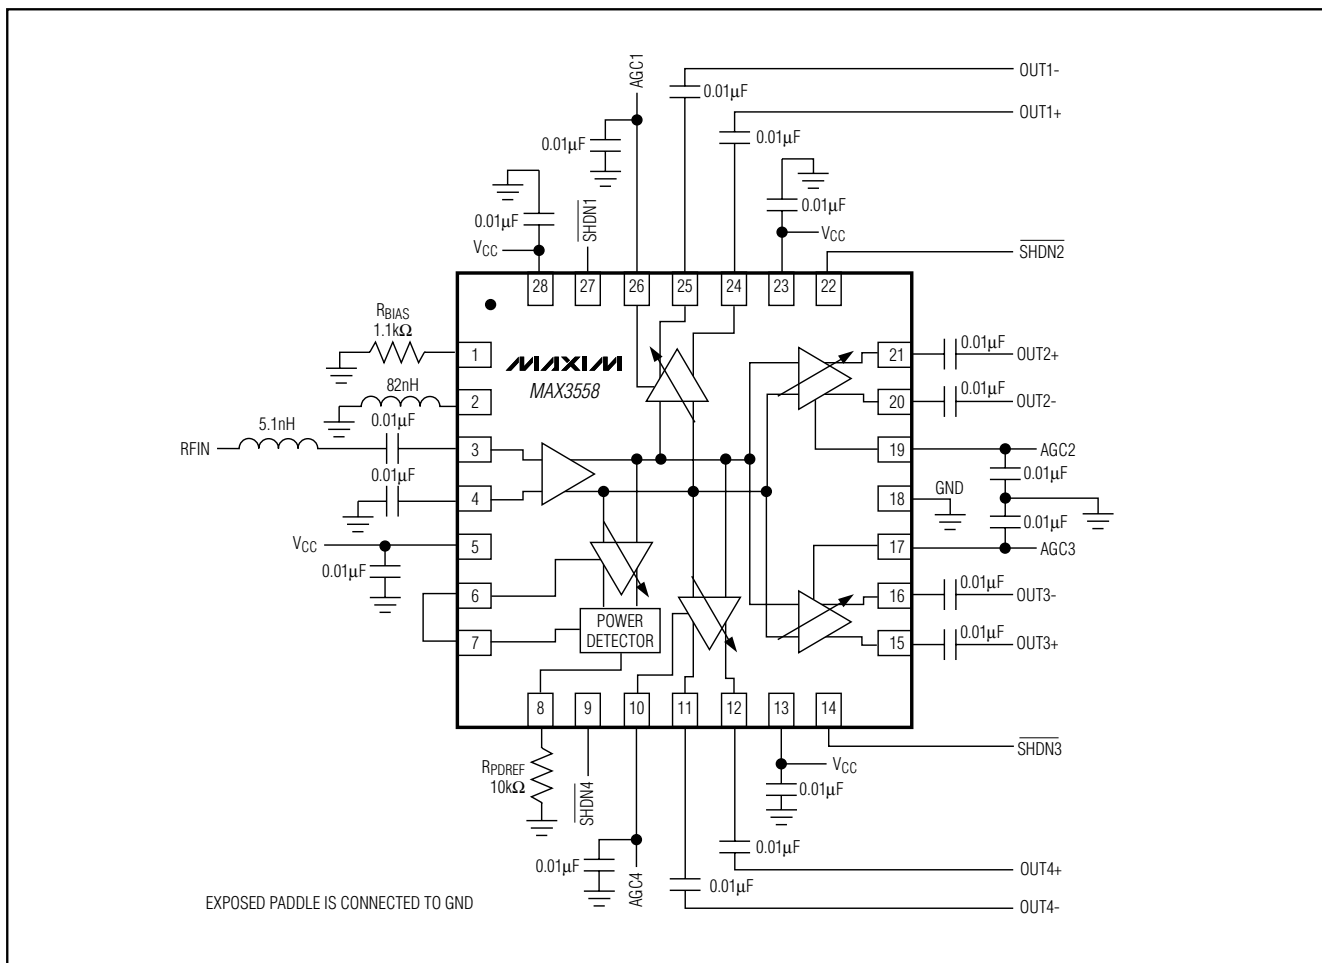 AGC1
OUT1-
0.01µF
OUT1+
0.01µF
0.01µF
0.01µF
SHDN1
0.01µF
VCC
VCC
SHDN2
28
27
26
25
24
23
22
RBIAS
1.1kΩ
1
MAXIM
MAX3558
21
0.01µF
OUT2+
82nH
2
20
0.01µF
OUT2-
RFIN
5.1nH
0.01µF
3
19
AGC2
0.01µF
0.01µF
4
18
GND
VCC
5
0.01µF
17
AGC3
0.01µF
6
16
0.01µF
OUT3-
7
POWER
DETECTOR
15
0.01µF
OUT3+
8
9
10
11
12
13
14
RPDREF
10kΩ
SHDN4
VCC
SHDN3
0.01µF
0.01µF
AGC4
0.01µF
OUT4+
0.01µF
OUT4-
EXPOSED PADDLE IS CONNECTED TO GND